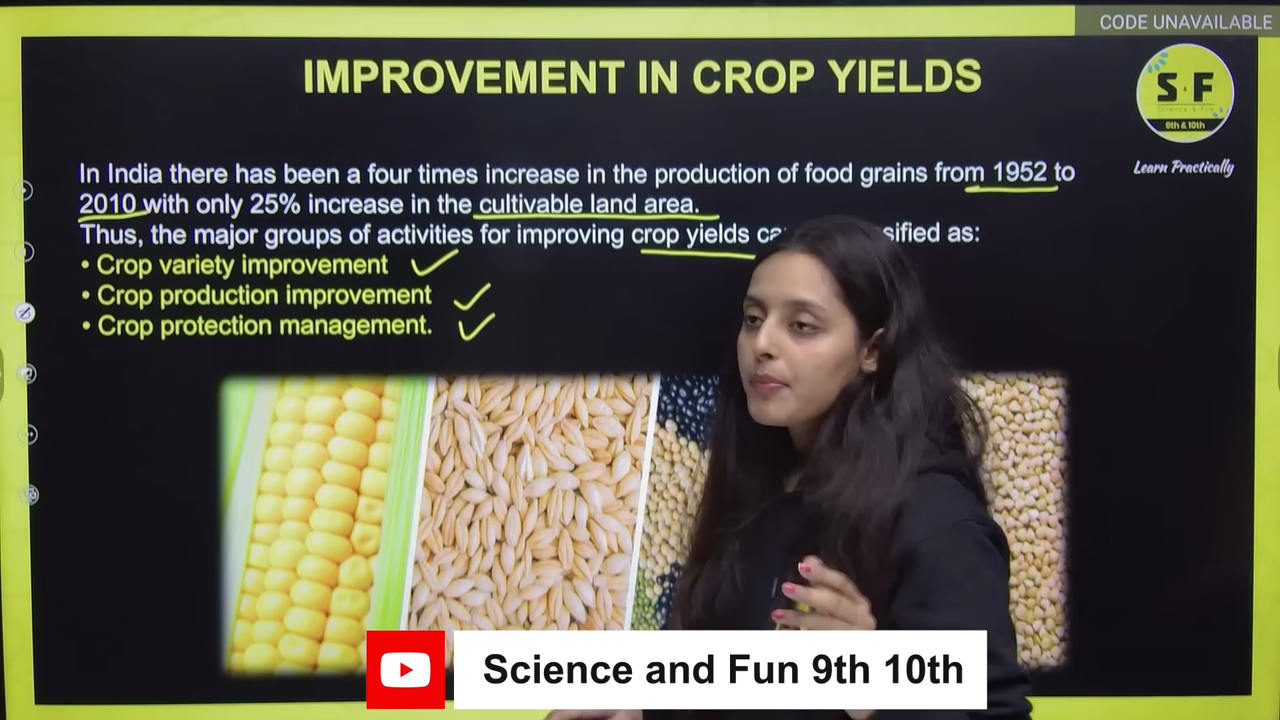 CODE UNAVAILABLE
IMPROVEMENT IN CROP YIELDS
S F
Science & Fun
9th & 10th
Learn Practically
In India there has been a four times increase in the production of food grains from 1952 to
2010 with only 25% increase in the cultivable land area.
Thus, the major groups of activities for improving crop yields as:
• Crop variety improvement
• Crop production improvement
• Crop protection management.
Science and Fun 9th 10th